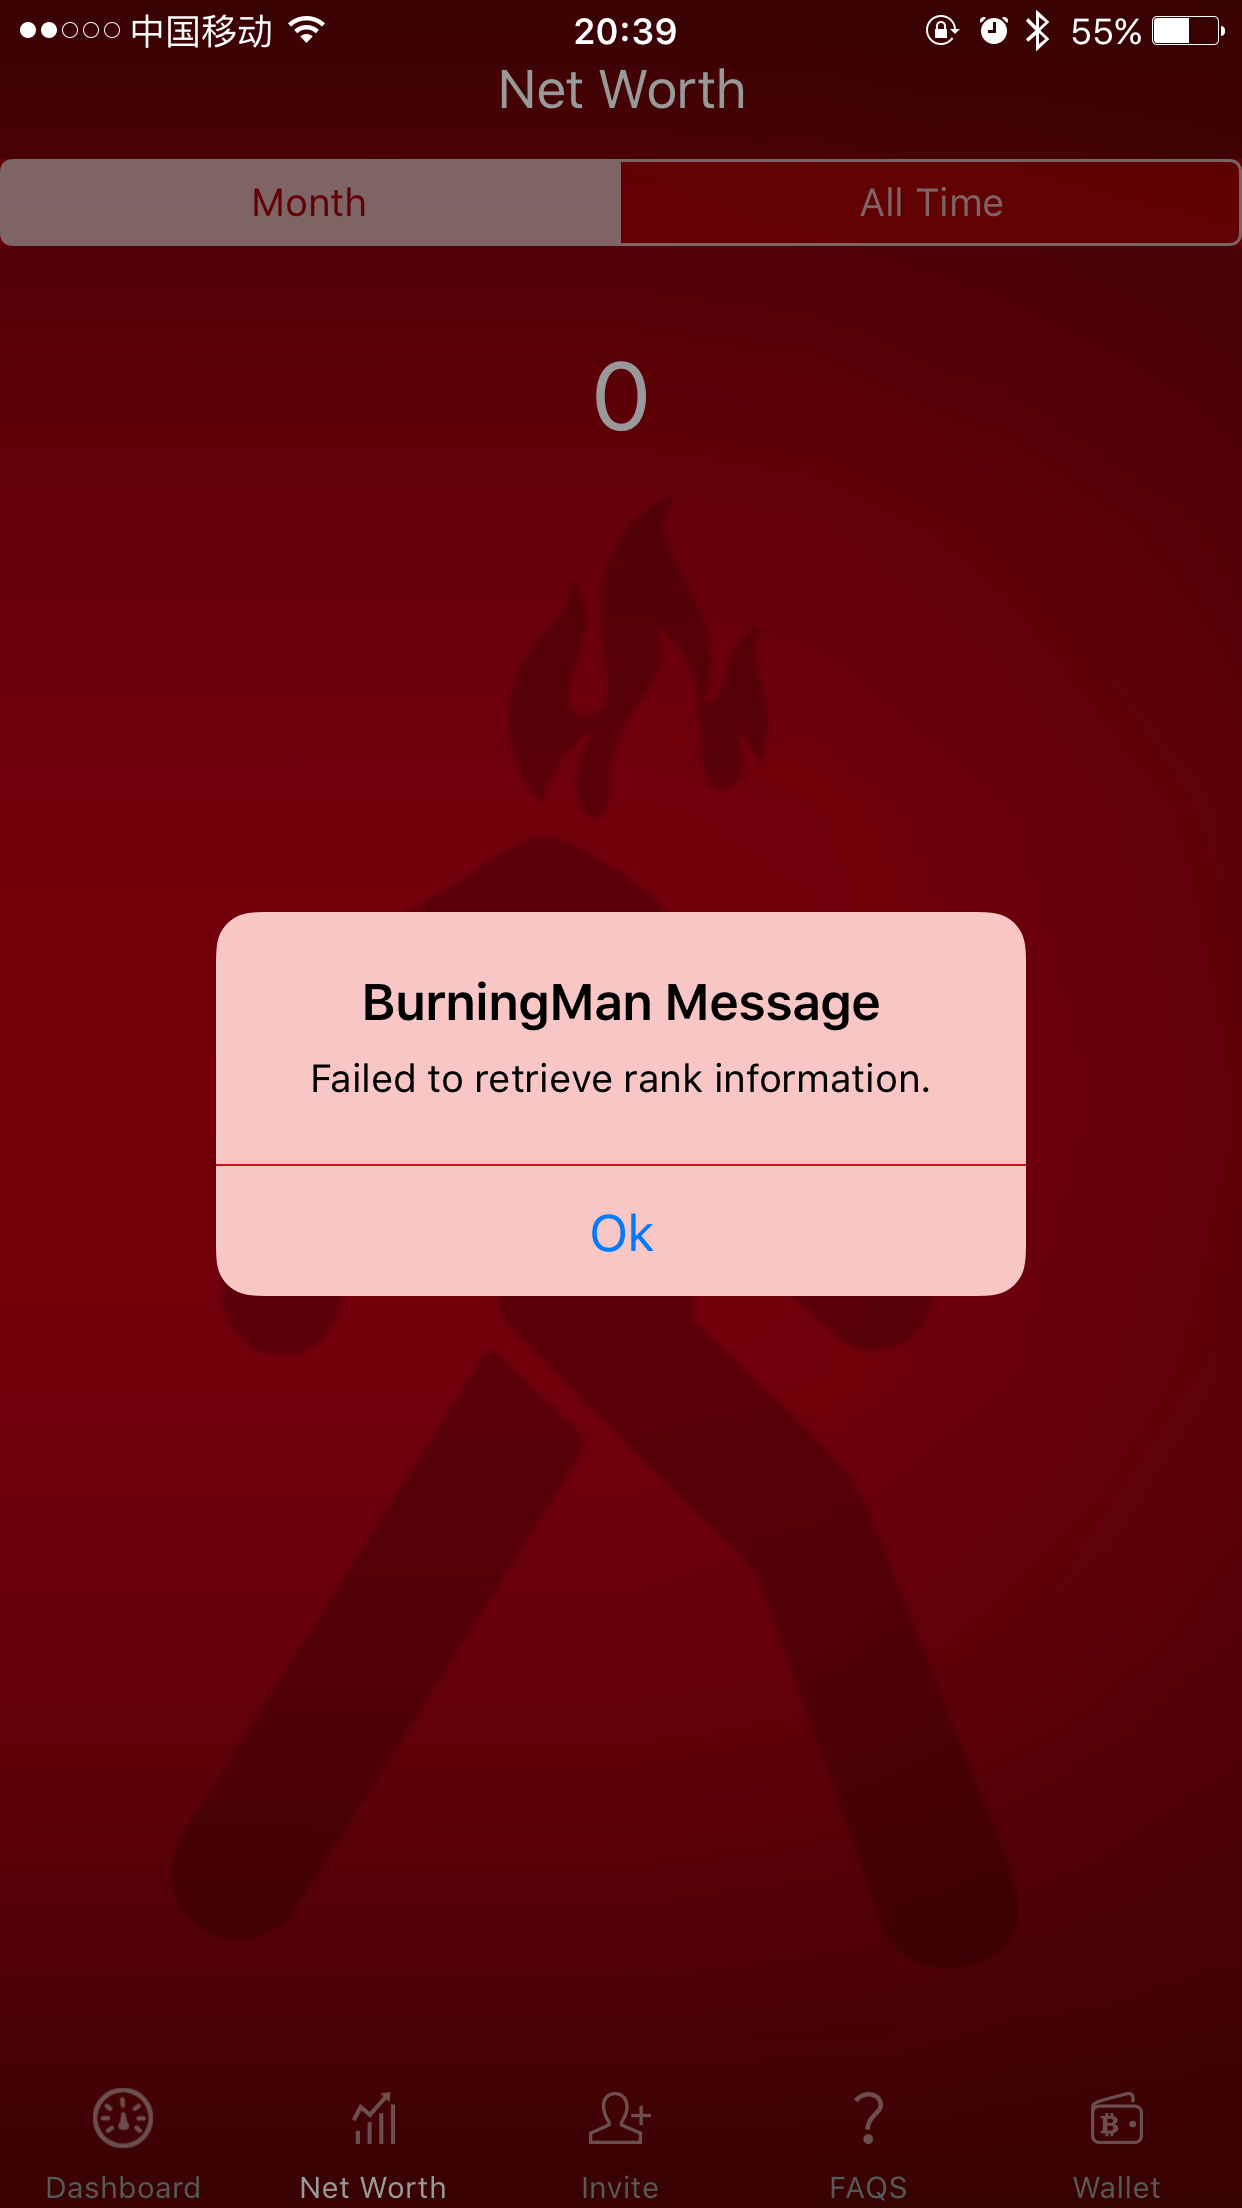 中国移动
20:39
55%
Net Worth
Month
All Time
0
BurningMan Message
Failed to retrieve rank information.
Ok
Dashboard
Net Worth
Invite
FAQS
Wallet